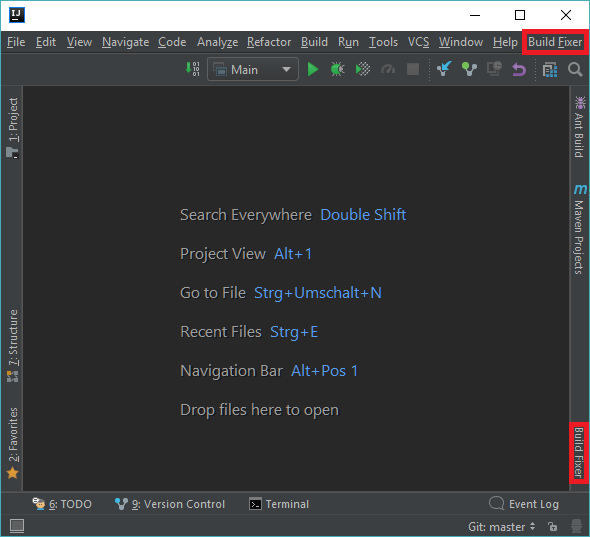 IJ
File Edit View Navigate Code Analyze Refactor Build Run Tools VCS Window Help Build Fixer
Main
1: Project
Ant Build
Maven Projects
Search Everywhere Double Shift
Project View Alt+1
Go to File Strg+Umschalt+N
Recent Files Strg+E
Navigation Bar Alt+Pos 1
Drop files here to open
7: Structure
2: Favorites
Build Fixer
6: TODO 9: Version Control Terminal Event Log
Git: master